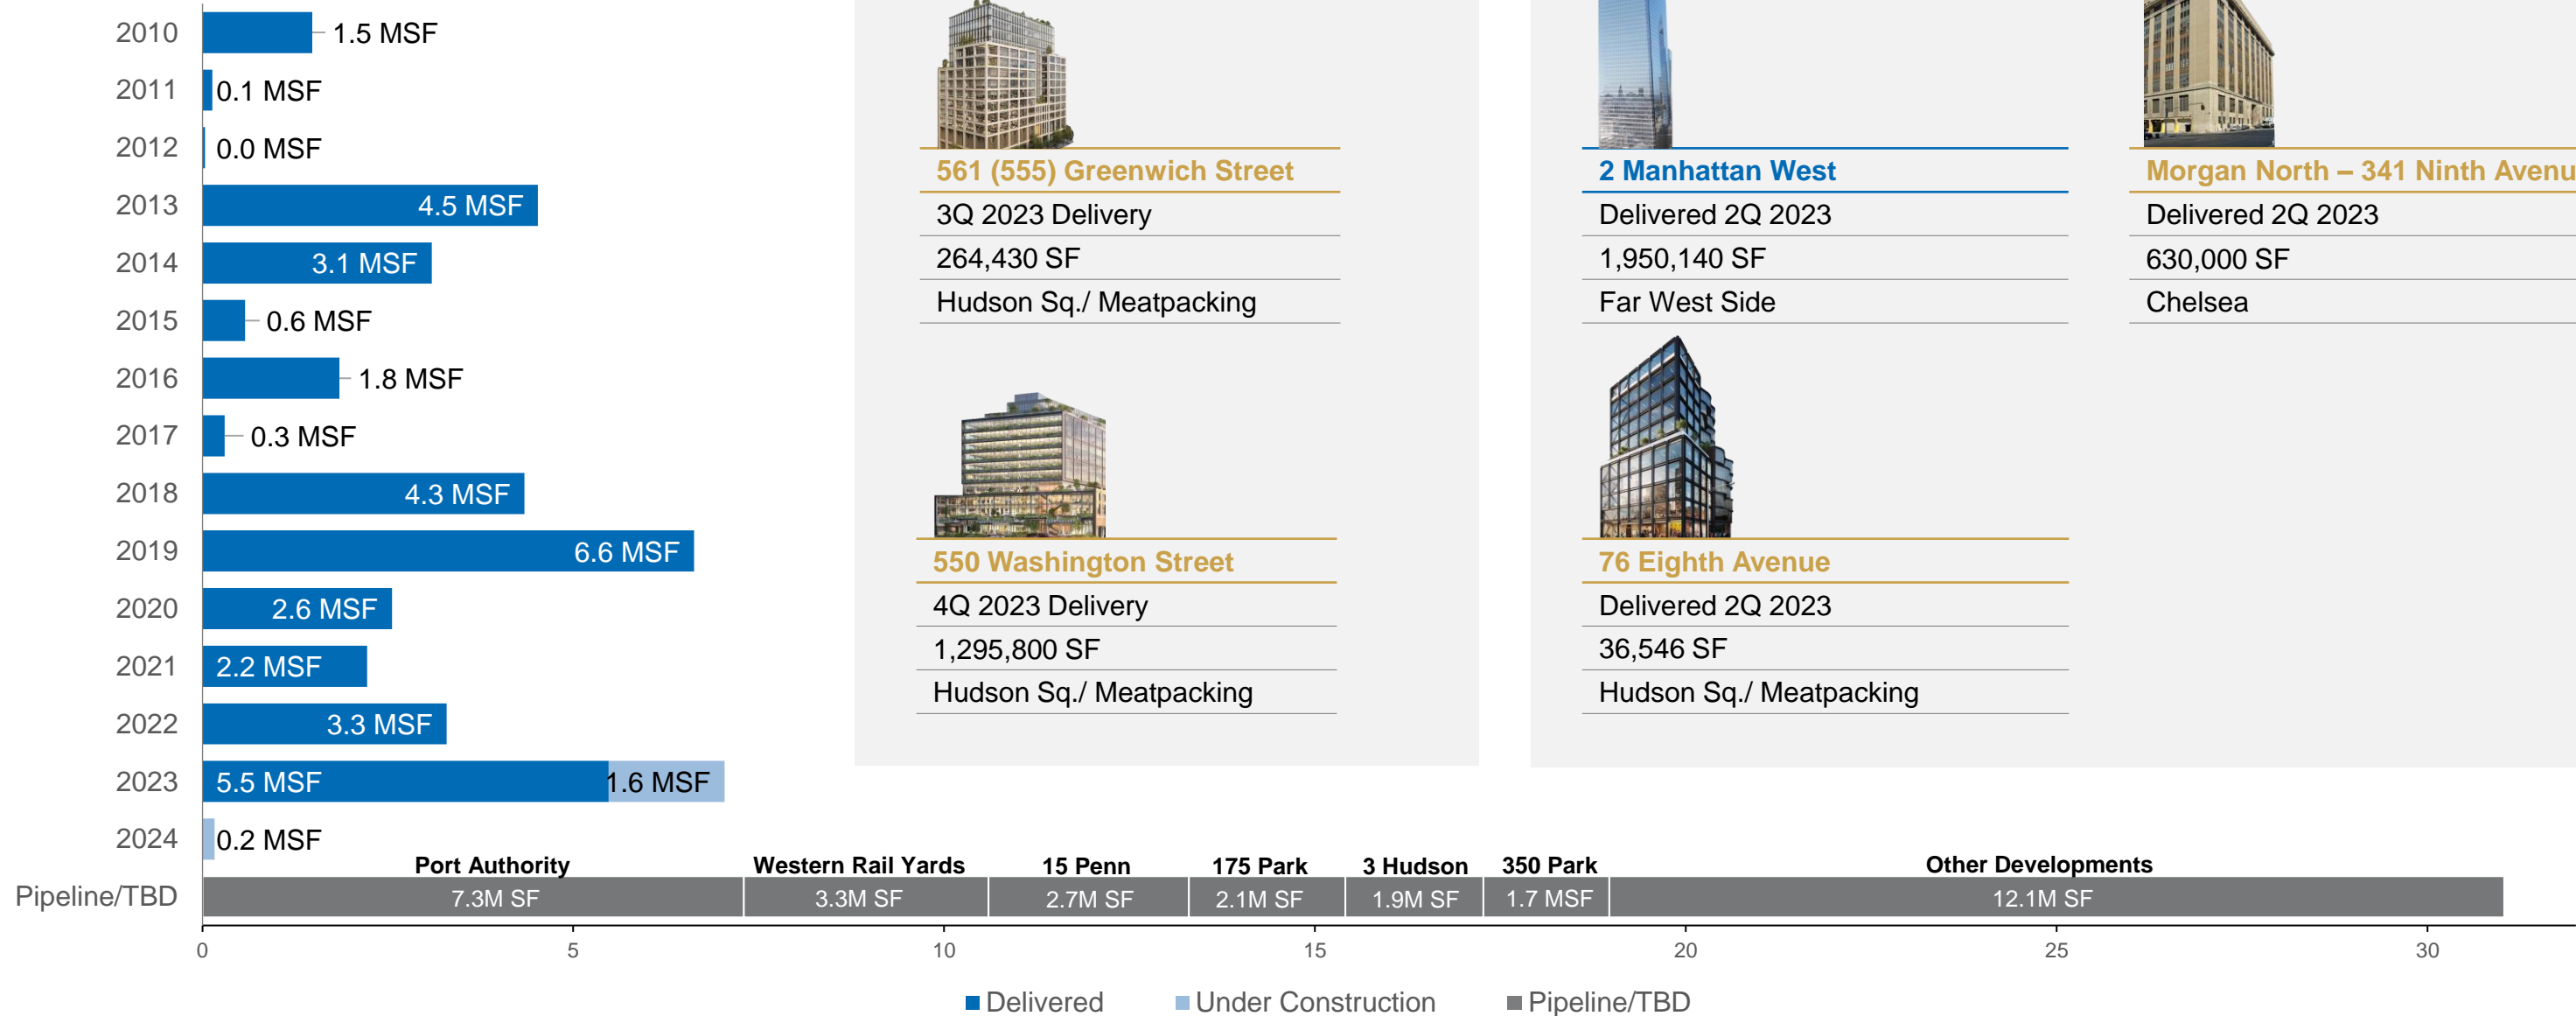 2010 1.5 MSF
2011 0.1 MSF
2012 0.0 MSF
2013 4.5 MSF
2014 3.1 MSF
2015 0.6 MSF
2016 1.8 MSF
2017 0.3 MSF
2018 4.3 MSF
2019 6.6 MSF
2020 2.6 MSF
2021 2.2 MSF
2022 3.3 MSF
2023 5.5 MSF 1.6 MSF
2024 0.2 MSF
Port Authority Western Rail Yards 15 Penn 175 Park 3 Hudson 350 Park Other Developments
Pipeline/TBD 7.3M SF 3.3M SF 2.7M SF 2.1M SF 1.9M SF 1.7 MSF 12.1M SF
0 5 10 15 20 25 30
Delivered Under Construction Pipeline/TBD
561 (555) Greenwich Street
3Q 2023 Delivery
264,430 SF
Hudson Sq./ Meatpacking
550 Washington Street
4Q 2023 Delivery
1,295,800 SF
Hudson Sq./ Meatpacking
2 Manhattan West
Delivered 2Q 2023
1,950,140 SF
Far West Side
Morgan North – 341 Ninth Avenu
Delivered 2Q 2023
630,000 SF
Chelsea
76 Eighth Avenue
Delivered 2Q 2023
36,546 SF
Hudson Sq./ Meatpacking